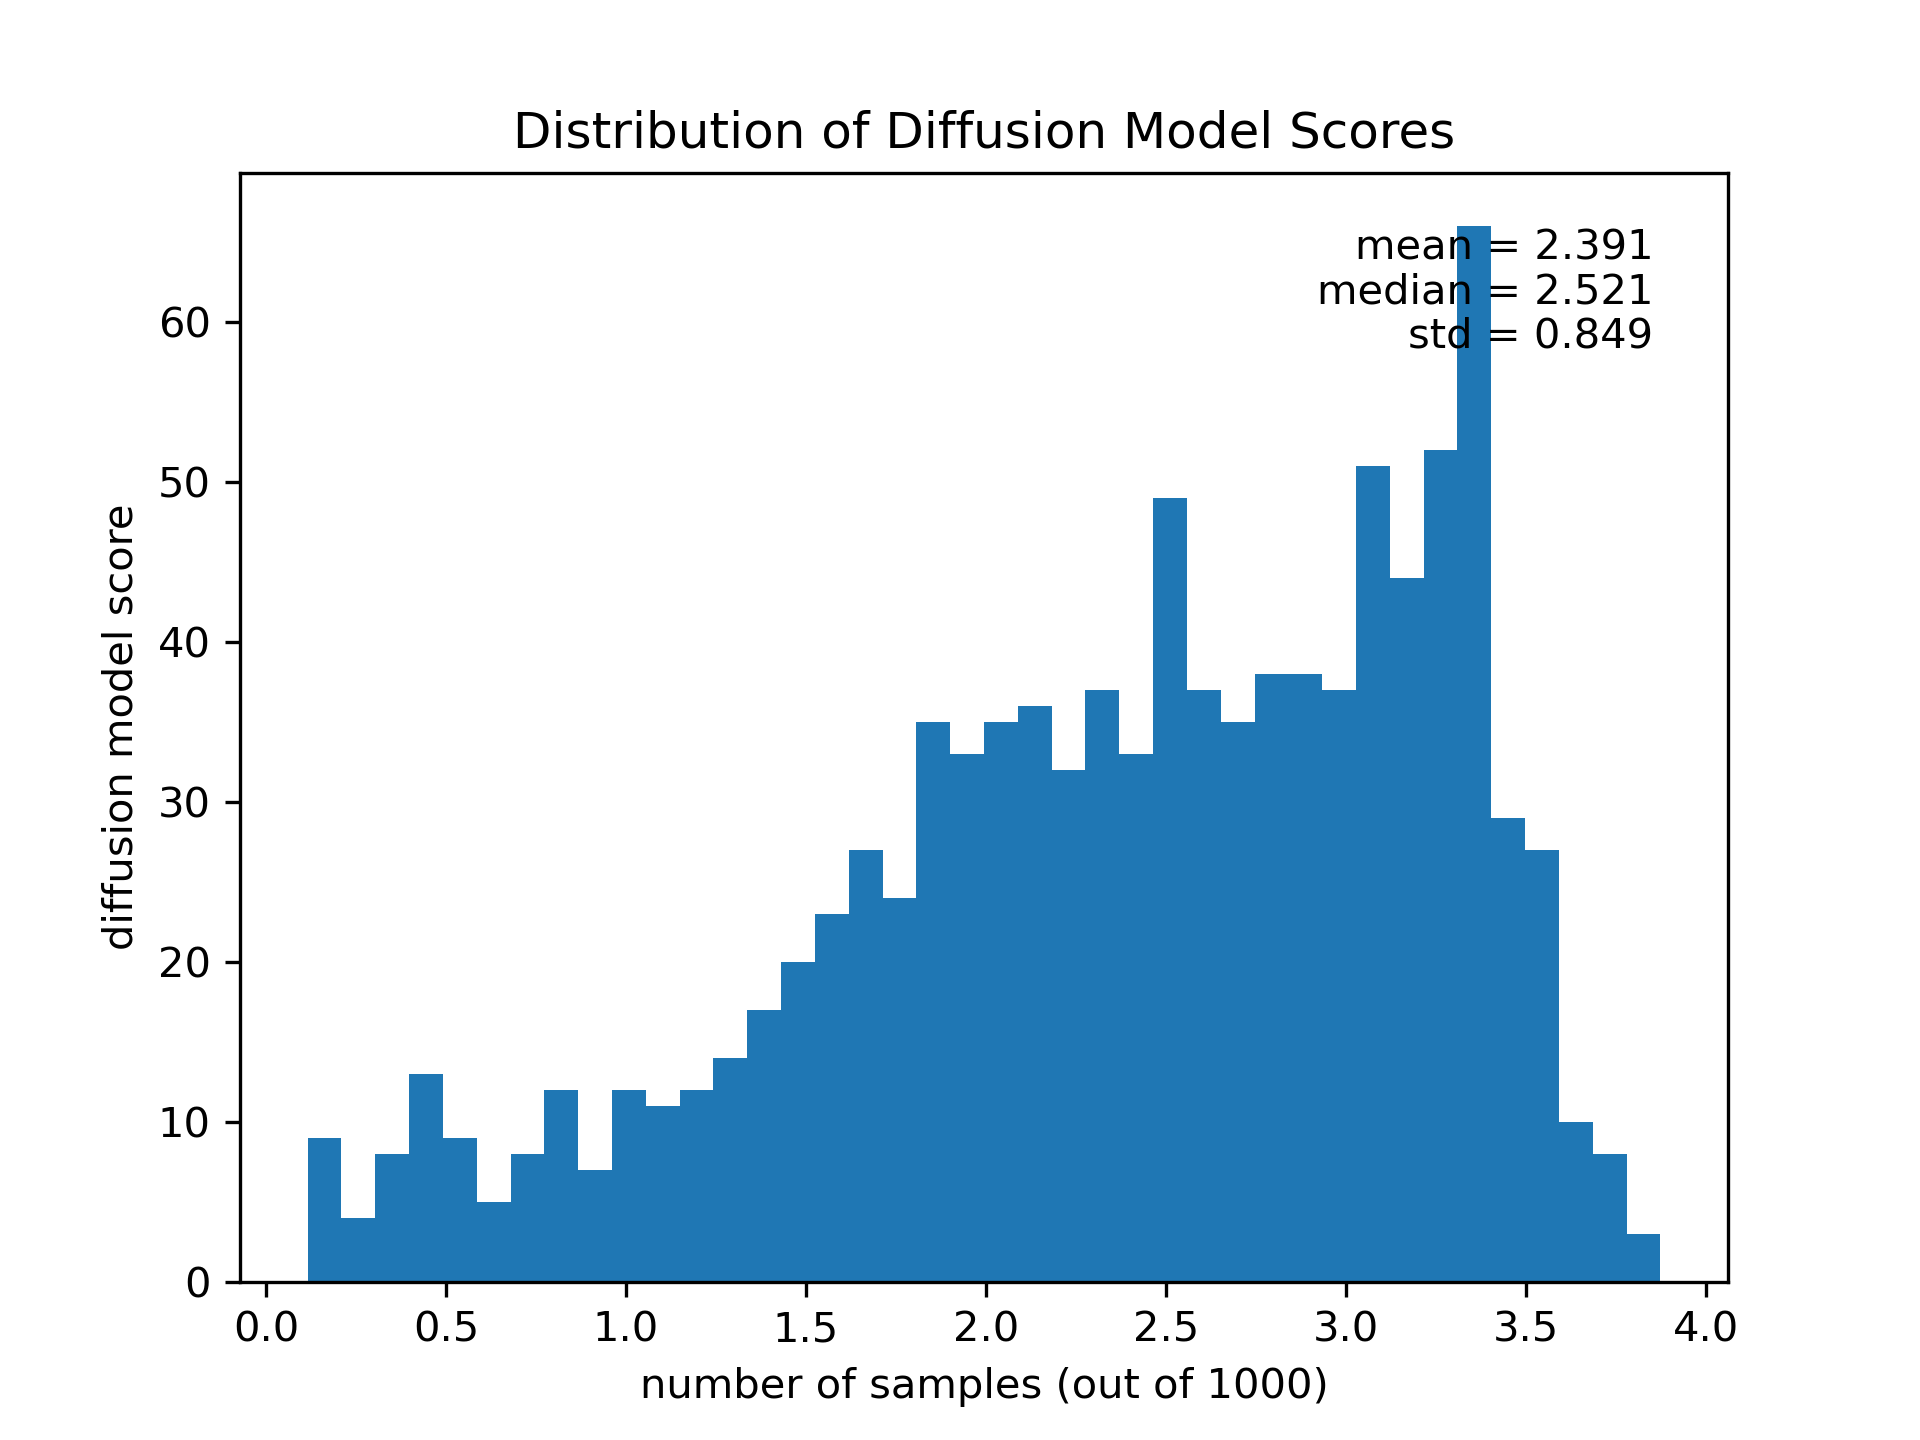 Distribution of Diffusion Model Scores
mean = 2.391
median = 2.521
std = 0.849
60
50
40
30
20
10
0
diffusion model score
0.0 0.5 1.0 1.5 2.0 2.5 3.0 3.5 4.0
number of samples (out of 1000)